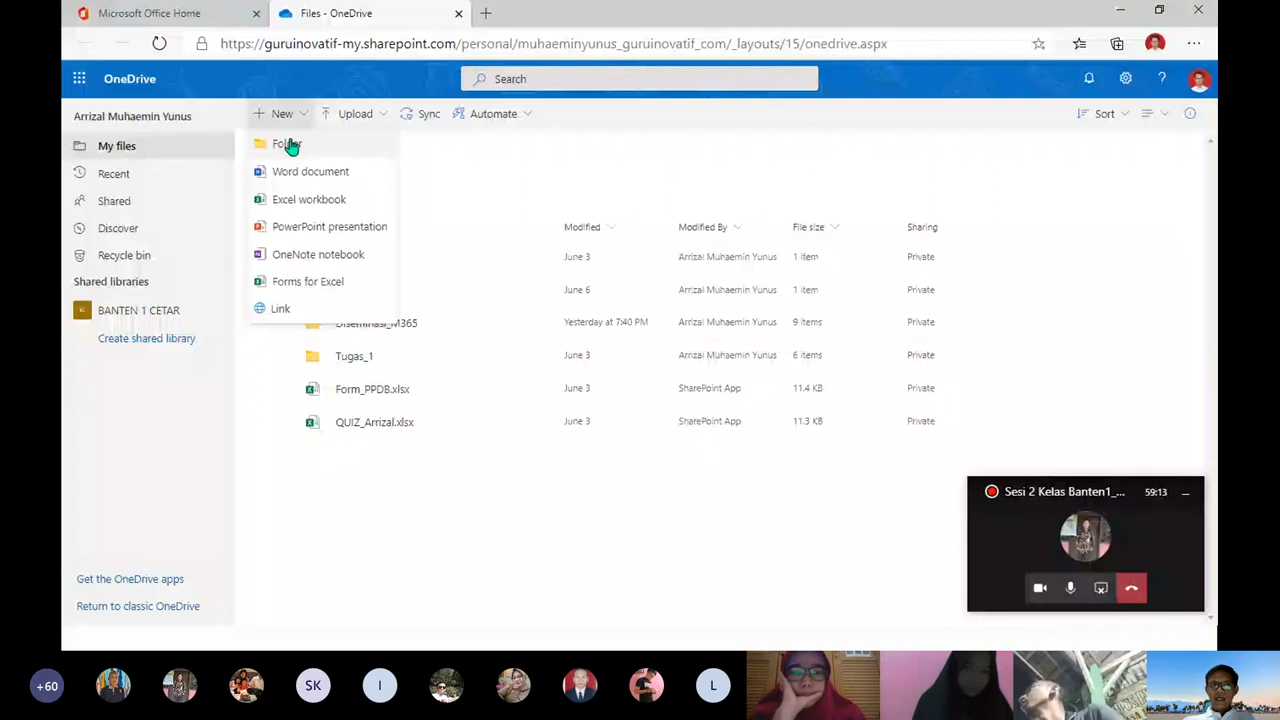 Microsoft Office Home
Files - OneDrive
https://guruinovatif-my.sharepoint.com/personal/muhaeminyunus_guruinovatif_com/_layouts/15/onedrive.aspx
OneDrive
Search
Arrizal Muhaemin Yunus
New
Upload
Sync
Automate
Sort
My files
Recent
Shared
Discover
Recycle bin
Shared libraries
BANTEN 1 CETAR
Create shared library
Get the OneDrive apps
Return to classic OneDrive
Folder
Word document
Excel workbook
PowerPoint presentation
OneNote notebook
Forms for Excel
Link
Modified Modified By File size Sharing
June 3 Arrizal Muhaemin Yunus 1 item Private
June 6 Arrizal Muhaemin Yunus 1 item Private
Diseminasi_M365 Yesterday at 7:40 PM Arrizal Muhaemin Yunus 9 items Private
Tugas_1 June 3 Arrizal Muhaemin Yunus 6 items Private
Form_PPDB.xlsx June 3 SharePoint App 11.4 KB Private
QUIZ_Arrizal.xlsx June 3 SharePoint App 11.3 KB Private
Sesi 2 Kelas Banten1_... 59:13
+60
SK
I
L